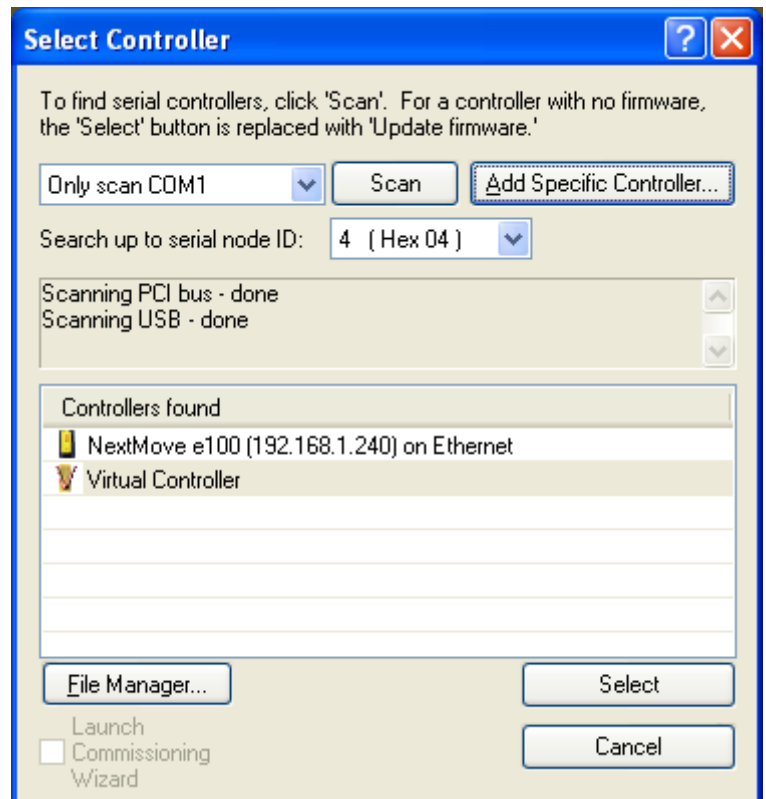 Select Controller
To find serial controllers, click 'Scan'. For a controller with no firmware,
the 'Select' button is replaced with 'Update firmware.'
Only scan COM1
Scan
Add Specific Controller...
Search up to serial node ID:
4 ( Hex 04 )
Scanning PCI bus - done
Scanning USB - done
Controllers found
NextMove e100 (192.168.1.240) on Ethernet
Virtual Controller
File Manager...
Select
Launch
Commissioning
Wizard
Cancel